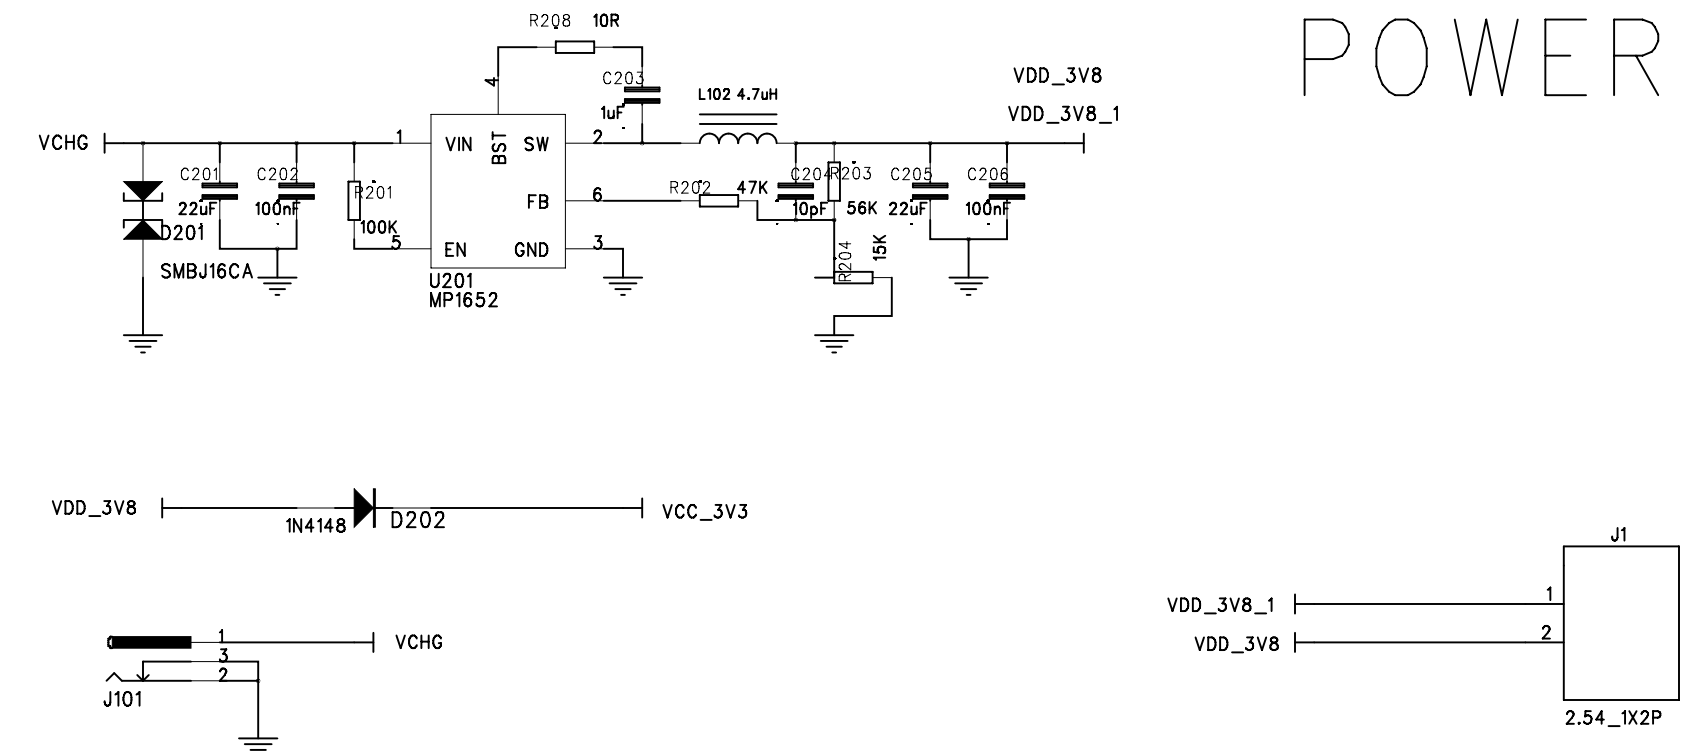 POWER
R208 10R
4
C203
1uF
L102 4.7uH
VDD_3V8
VDD_3V8_1
VCHG
1
VIN
BST
SW
2
C201
22uF
C202
100nF
R201
100K
D201
SMBJ16CA
5
EN
FB
6
GND
3
U201
MP1652
R202
47K
C204
10pF
R203
56K
R204
15K
C205
22uF
C206
100nF
VDD_3V8
1N4148
D202
VCC_3V3
J1
VDD_3V8_1
1
VDD_3V8
2
2.54_1X2P
1
VCHG
3
2
J101